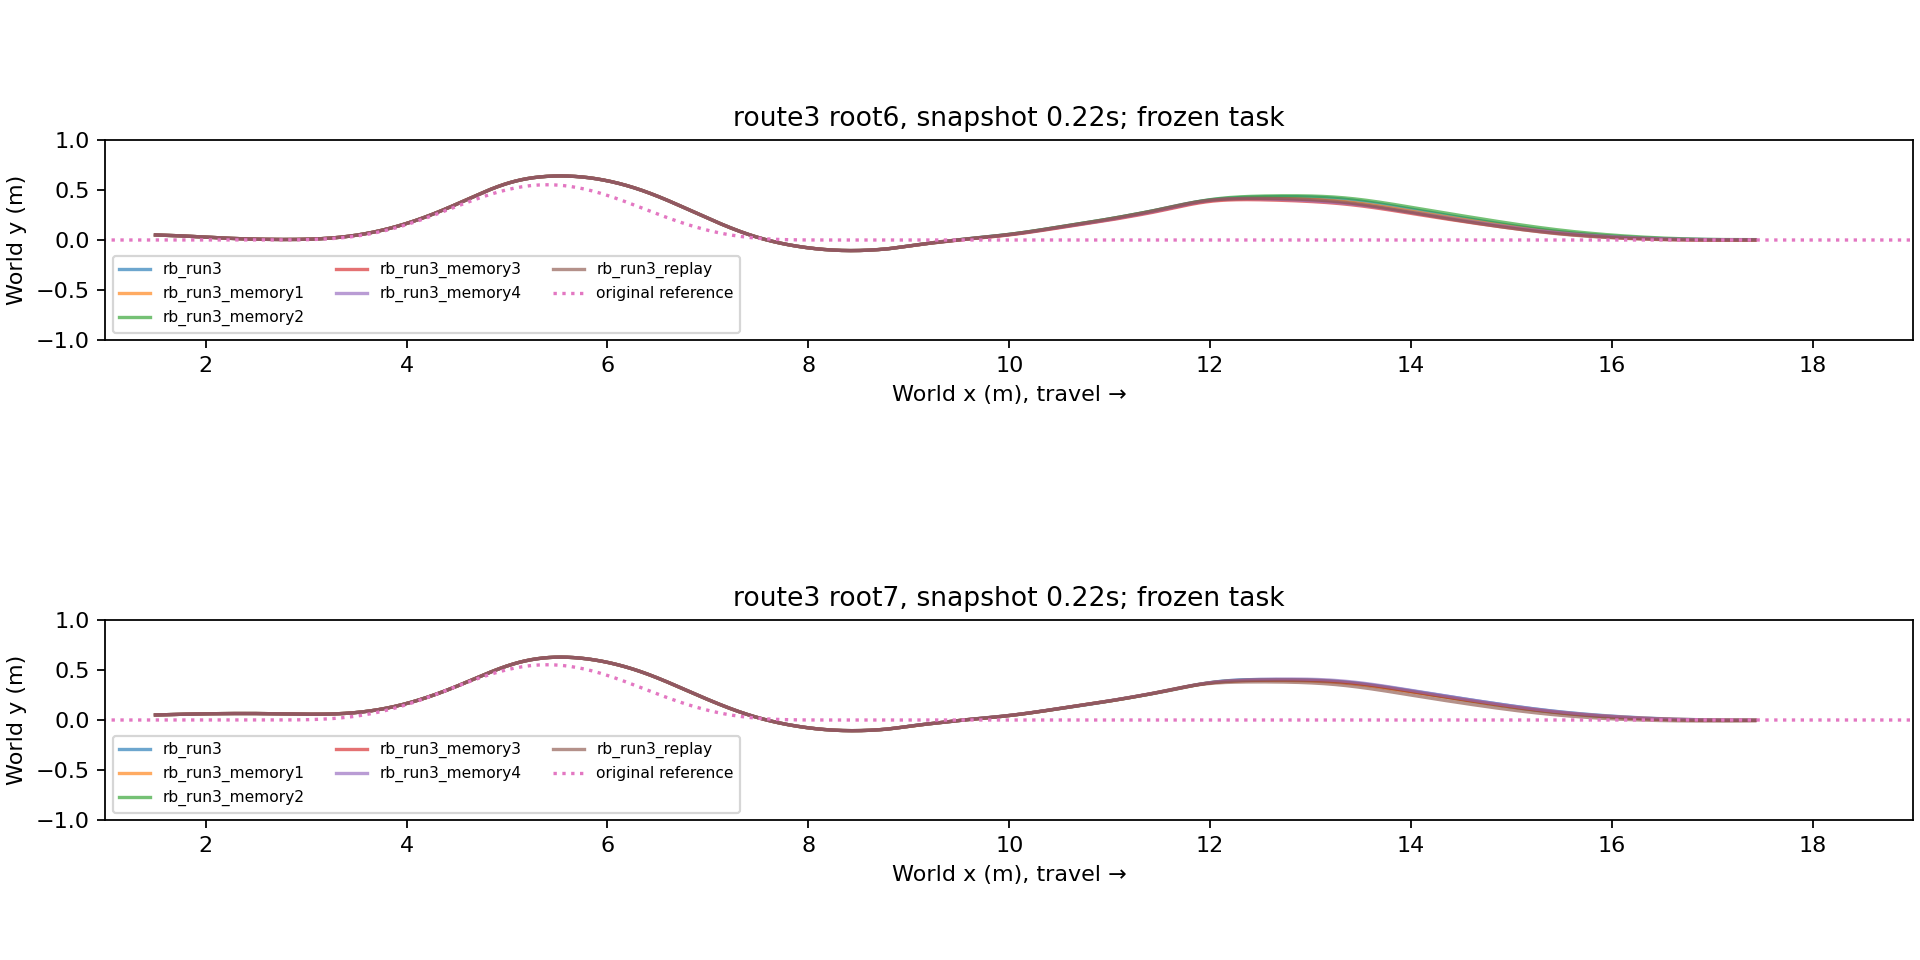 route3 root6, snapshot 0.22s; frozen task
World y (m)
1.0
0.5
0.0
−0.5
−1.0
rb_run3
rb_run3_memory1
rb_run3_memory2
rb_run3_memory3
rb_run3_memory4
rb_run3_replay
original reference
2 4 6 8 10 12 14 16 18
World x (m), travel →
route3 root7, snapshot 0.22s; frozen task
World y (m)
1.0
0.5
0.0
−0.5
−1.0
rb_run3
rb_run3_memory1
rb_run3_memory2
rb_run3_memory3
rb_run3_memory4
rb_run3_replay
original reference
2 4 6 8 10 12 14 16 18
World x (m), travel →